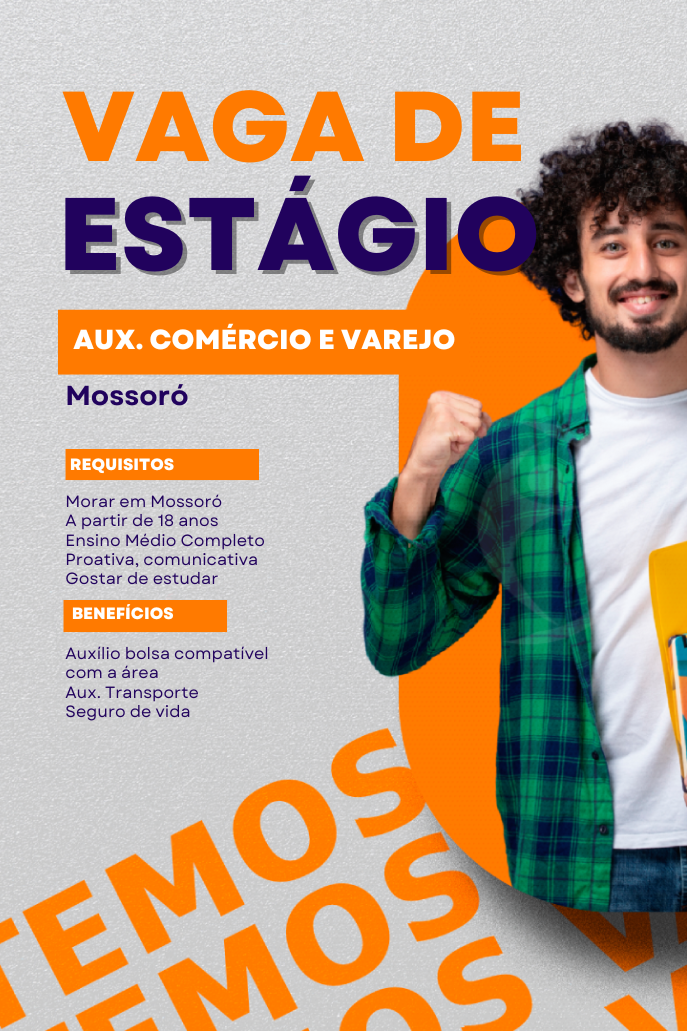 VAGA DE
ESTÁGIO
AUX. COMÉRCIO E VAREJO
Mossoró
REQUISITOS
Morar em Mossoró
A partir de 18 anos
Ensino Médio Completo
Proativa, comunicativa
Gostar de estudar
BENEFÍCIOS
Auxílio bolsa compatível
com a área
Aux. Transporte
Seguro de vida
TEMOS
TEMOS